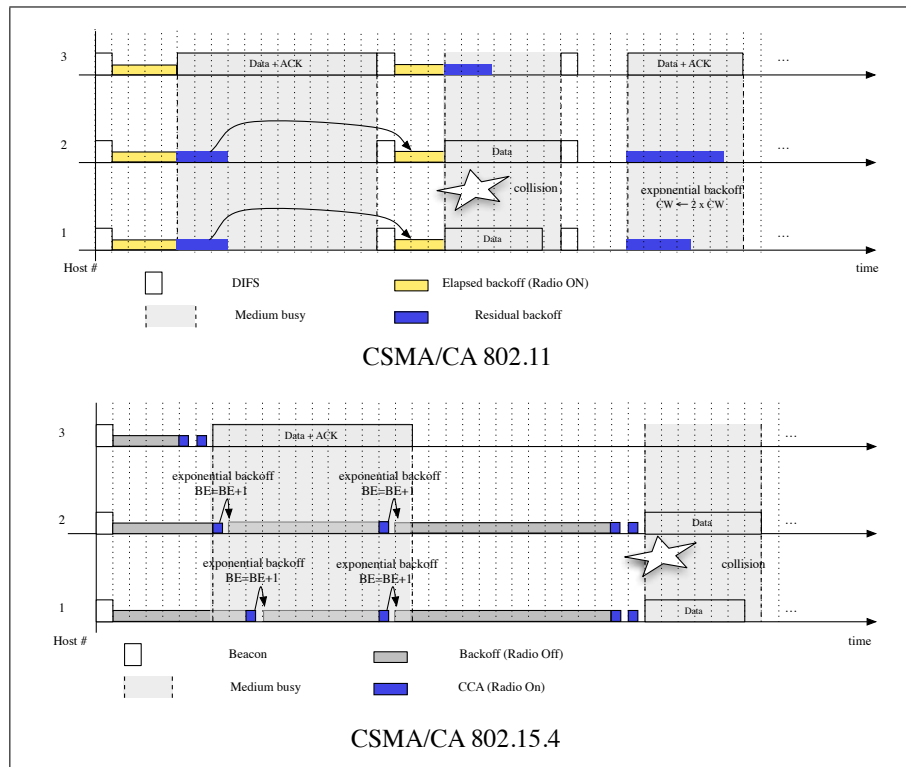 3
Data + ACK
Data + ACK
...
2
Data
...
collision
exponential backoff
CW ← 2 x CW
1
Data
...
Host #
time
DIFS
Elapsed backoff (Radio ON)
Medium busy
Residual backoff
CSMA/CA 802.11
3
Data + ACK
...
exponential backoff
BE=BE+1
exponential backoff
BE=BE+1
2
Data
...
exponential backoff
BE=BE+1
exponential backoff
BE=BE+1
collision
1
Data
...
Host #
time
Beacon
Backoff (Radio Off)
Medium busy
CCA (Radio On)
CSMA/CA 802.15.4